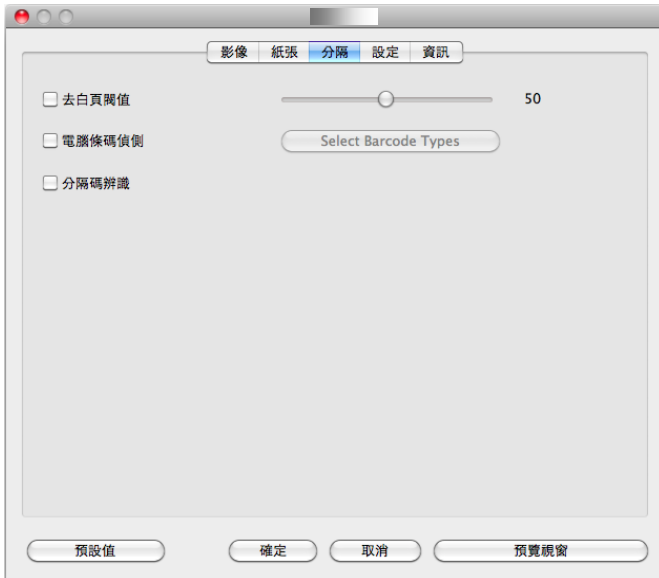 影像 紙張 分隔 設定 資訊
去白頁閥值 50
電腦條碼偵側 Select Barcode Types
分隔碼辨識
預設值 確定 取消 預覽視窗